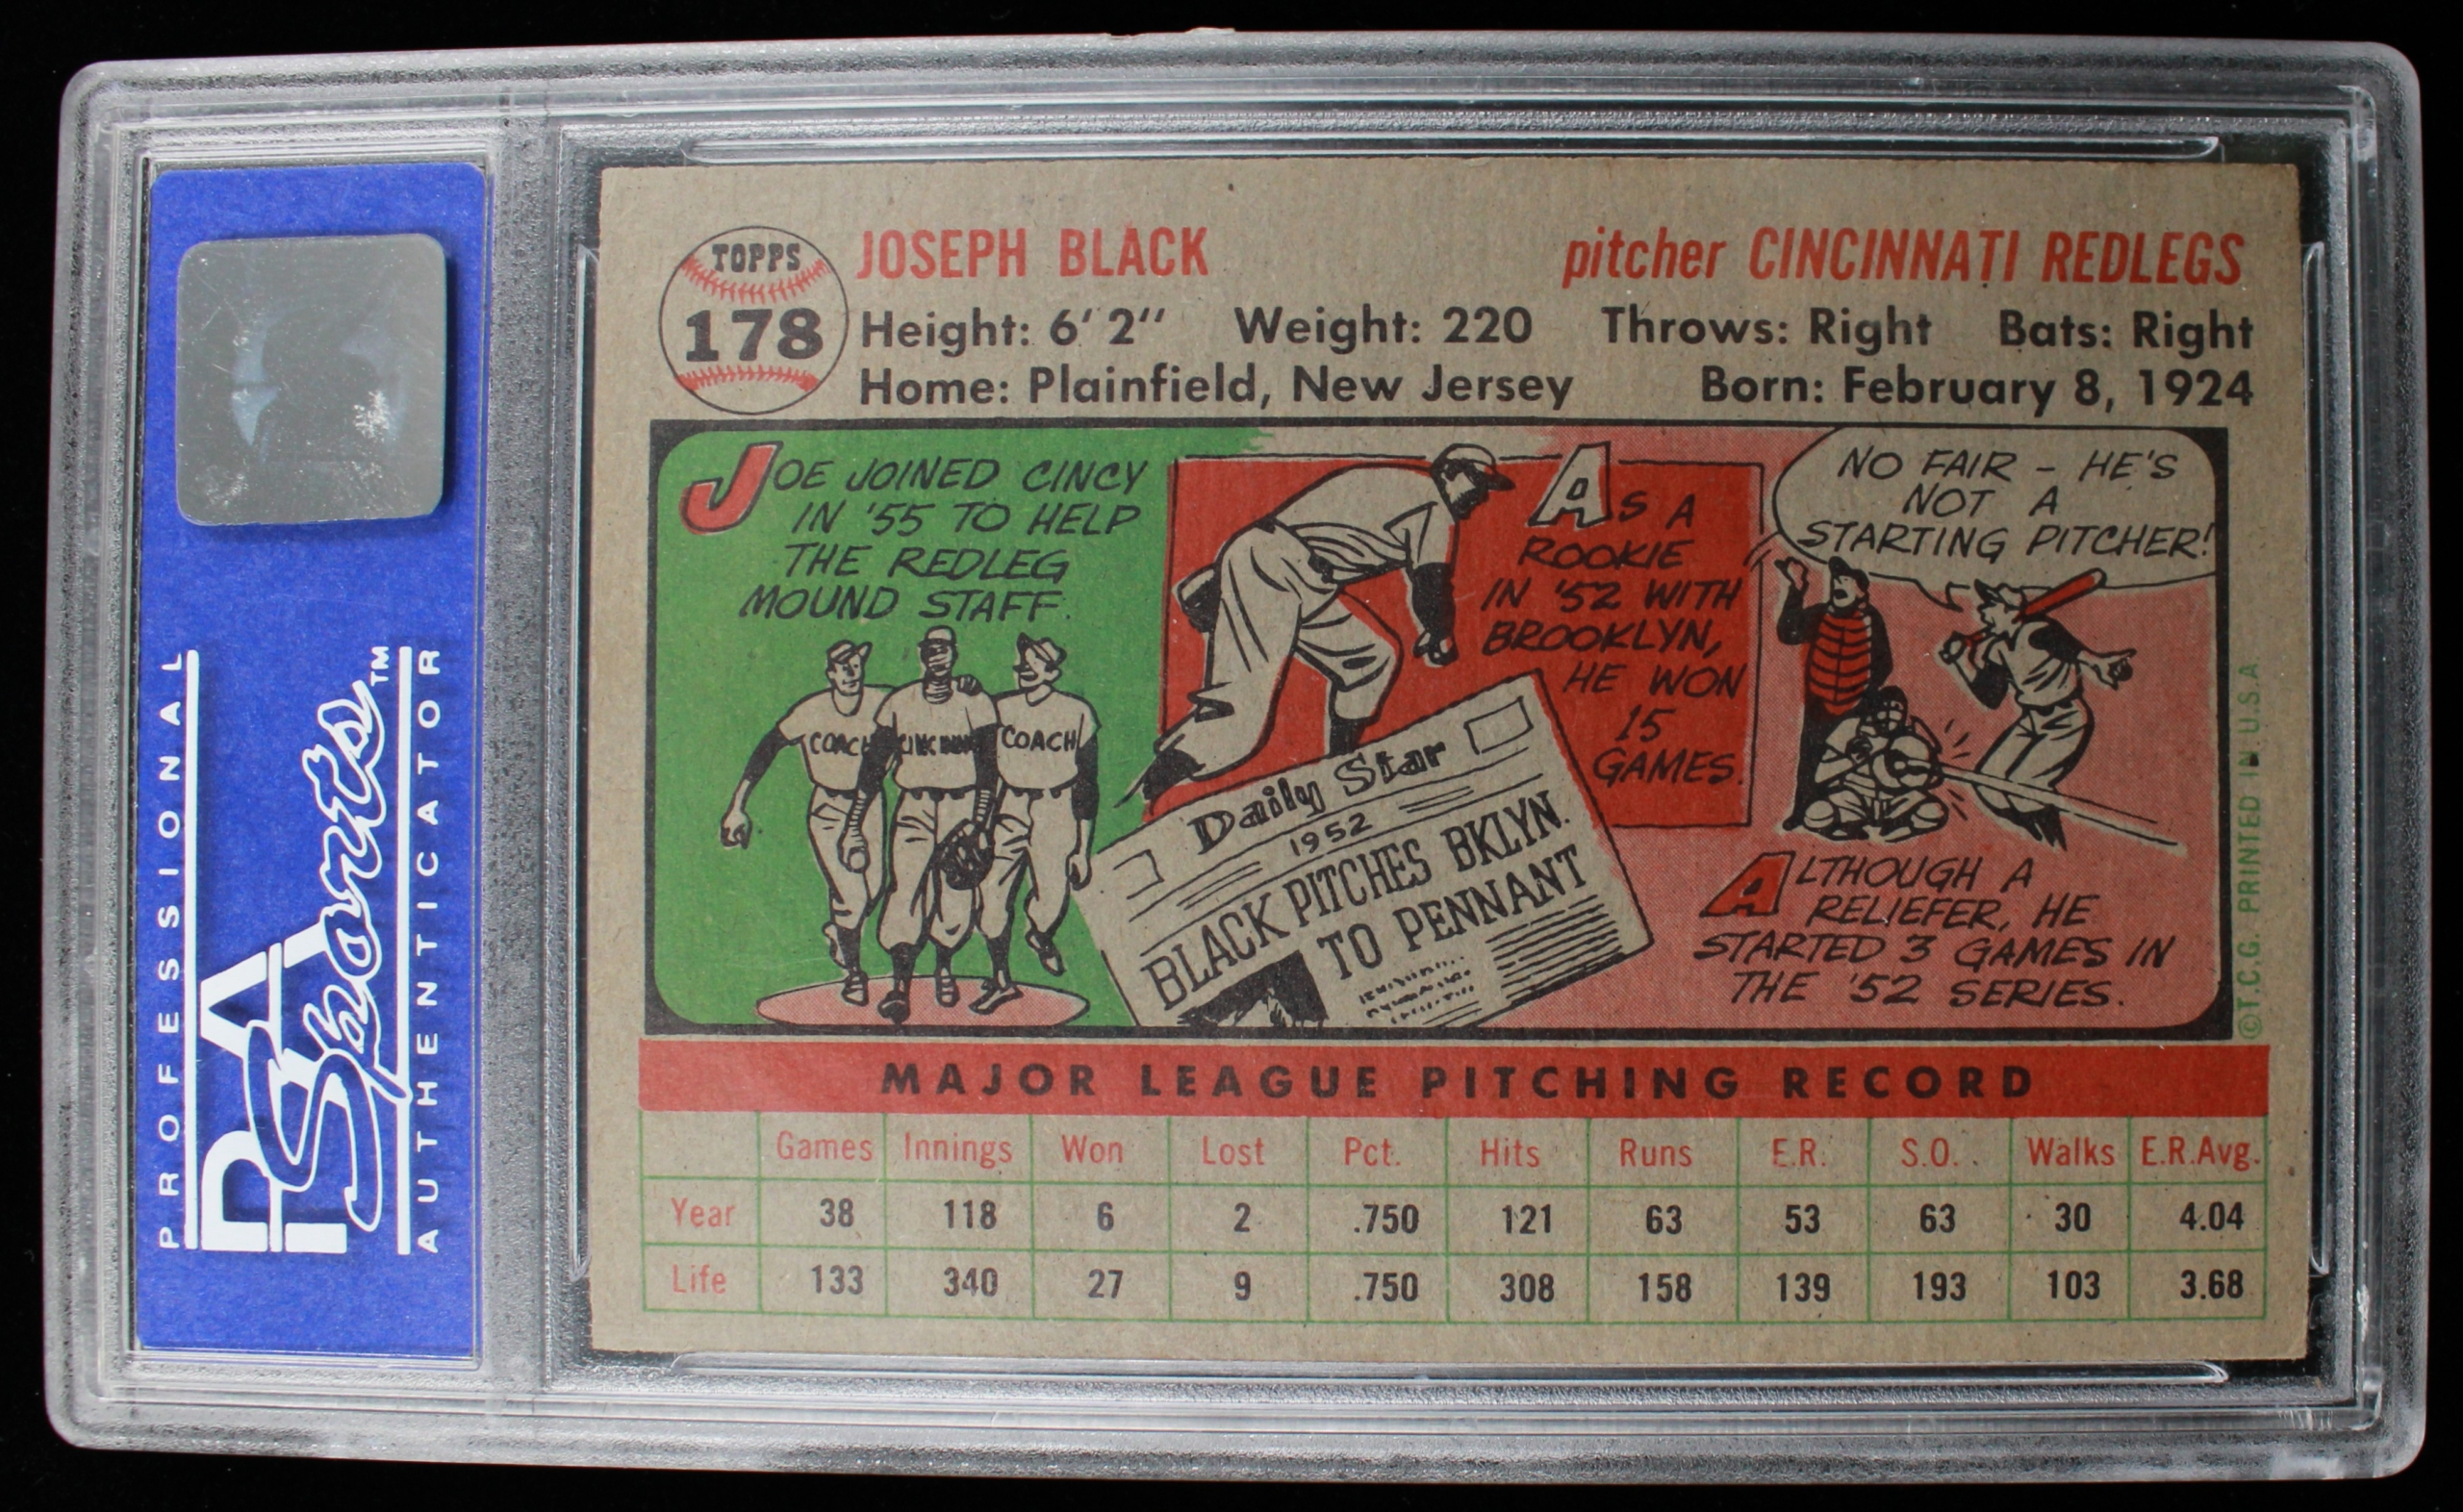 PROFESSIONAL
PSA Sports™
AUTHENTICATOR
TOPPS
178
JOSEPH BLACK
pitcher CINCINNATI REDLEGS
Height: 6' 2" Weight: 220 Throws: Right Bats: Right
Home: Plainfield, New Jersey Born: February 8, 1924
JOE JOINED CINCY
IN '55 TO HELP
THE REDLEG
MOUND STAFF.
COACH
COACH
AS A
ROOKIE
IN '52 WITH
BROOKLYN,
HE WON
15
GAMES.
Daily Star
1952
BLACK PITCHES BKLYN.
TO PENNANT
NO FAIR - HE'S
NOT A
STARTING PITCHER!
ALTHOUGH A
RELIEFER, HE
STARTED 3 GAMES IN
THE '52 SERIES.
©T.C.G. PRINTED IN U.S.A
MAJOR LEAGUE PITCHING RECORD
Games Innings Won Lost Pct. Hits Runs E.R. S.O. Walks E.R.Avg.
Year 38 118 6 2 .750 121 63 53 63 30 4.04
Life 133 340 27 9 .750 308 158 139 193 103 3.68